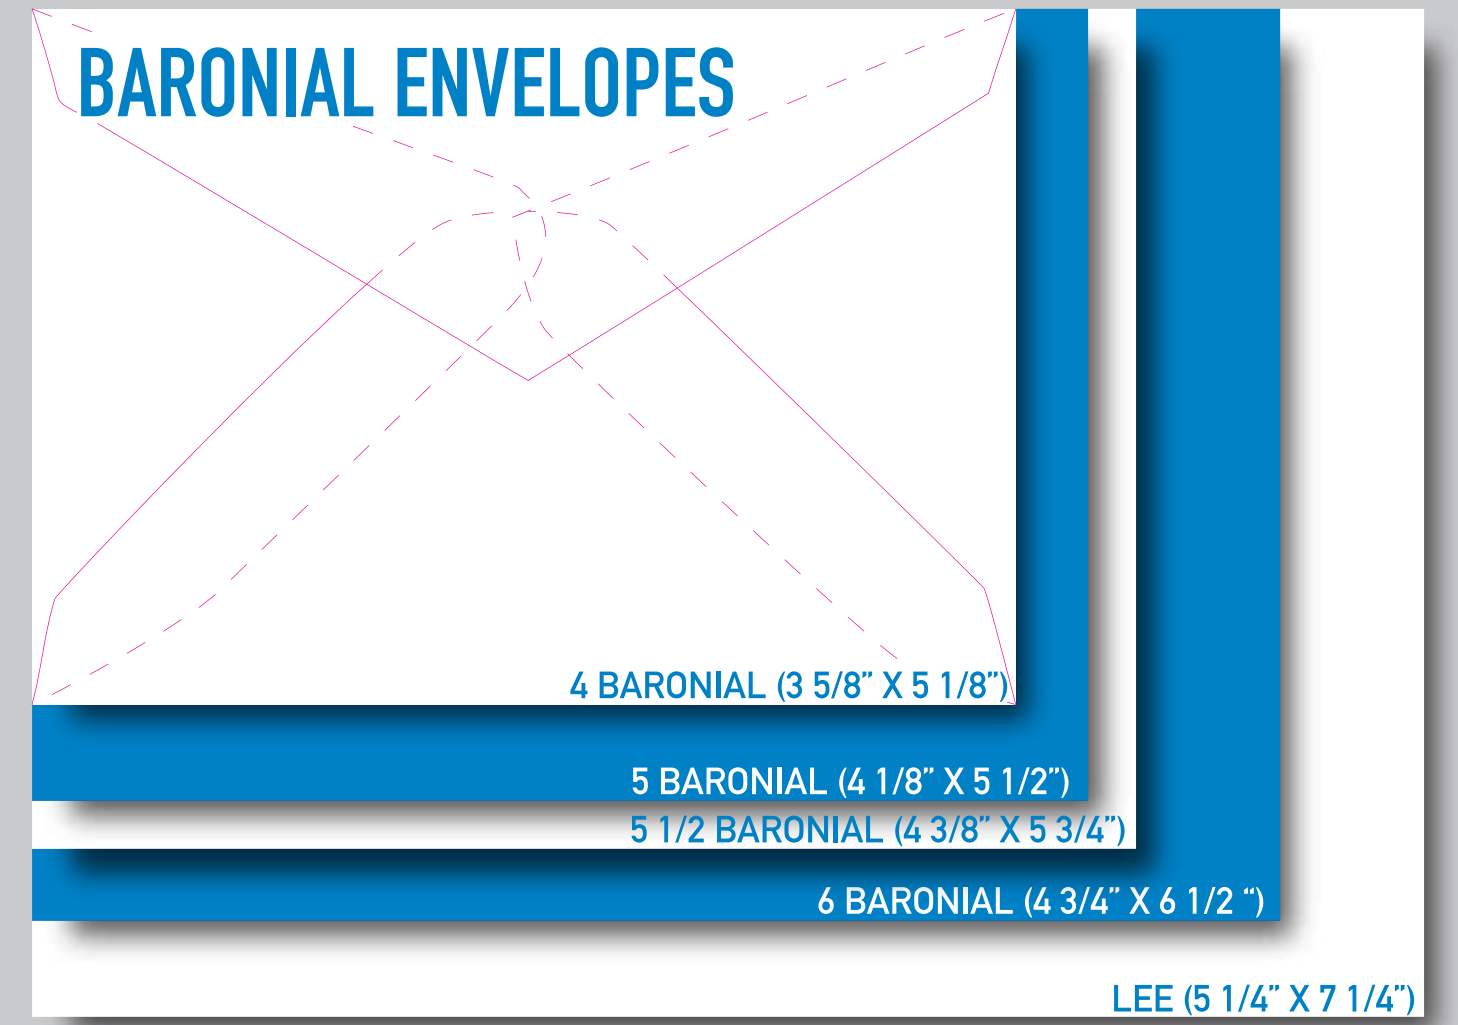 BARONIAL ENVELOPES
4 BARONIAL (3 5/8” X 5 1/8”)
5 BARONIAL (4 1/8” X 5 1/2”)
5 1/2 BARONIAL (4 3/8” X 5 3/4”)
6 BARONIAL (4 3/4” X 6 1/2 “)
LEE (5 1/4” X 7 1/4”)